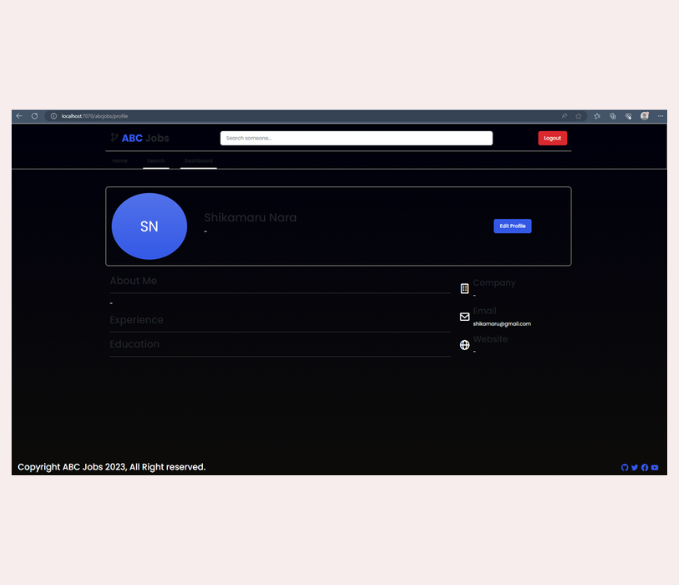 localhost:7070/abcjobs/profile
ABC Jobs
Search someone...
Logout
Home
Search
Dashboard
SN
Shikamaru Nara
-
Edit Profile
About Me
-
Experience
Education
Company
-
Email
shikamaru@gmail.com
Website
-
Copyright ABC Jobs 2023, All Right reserved.